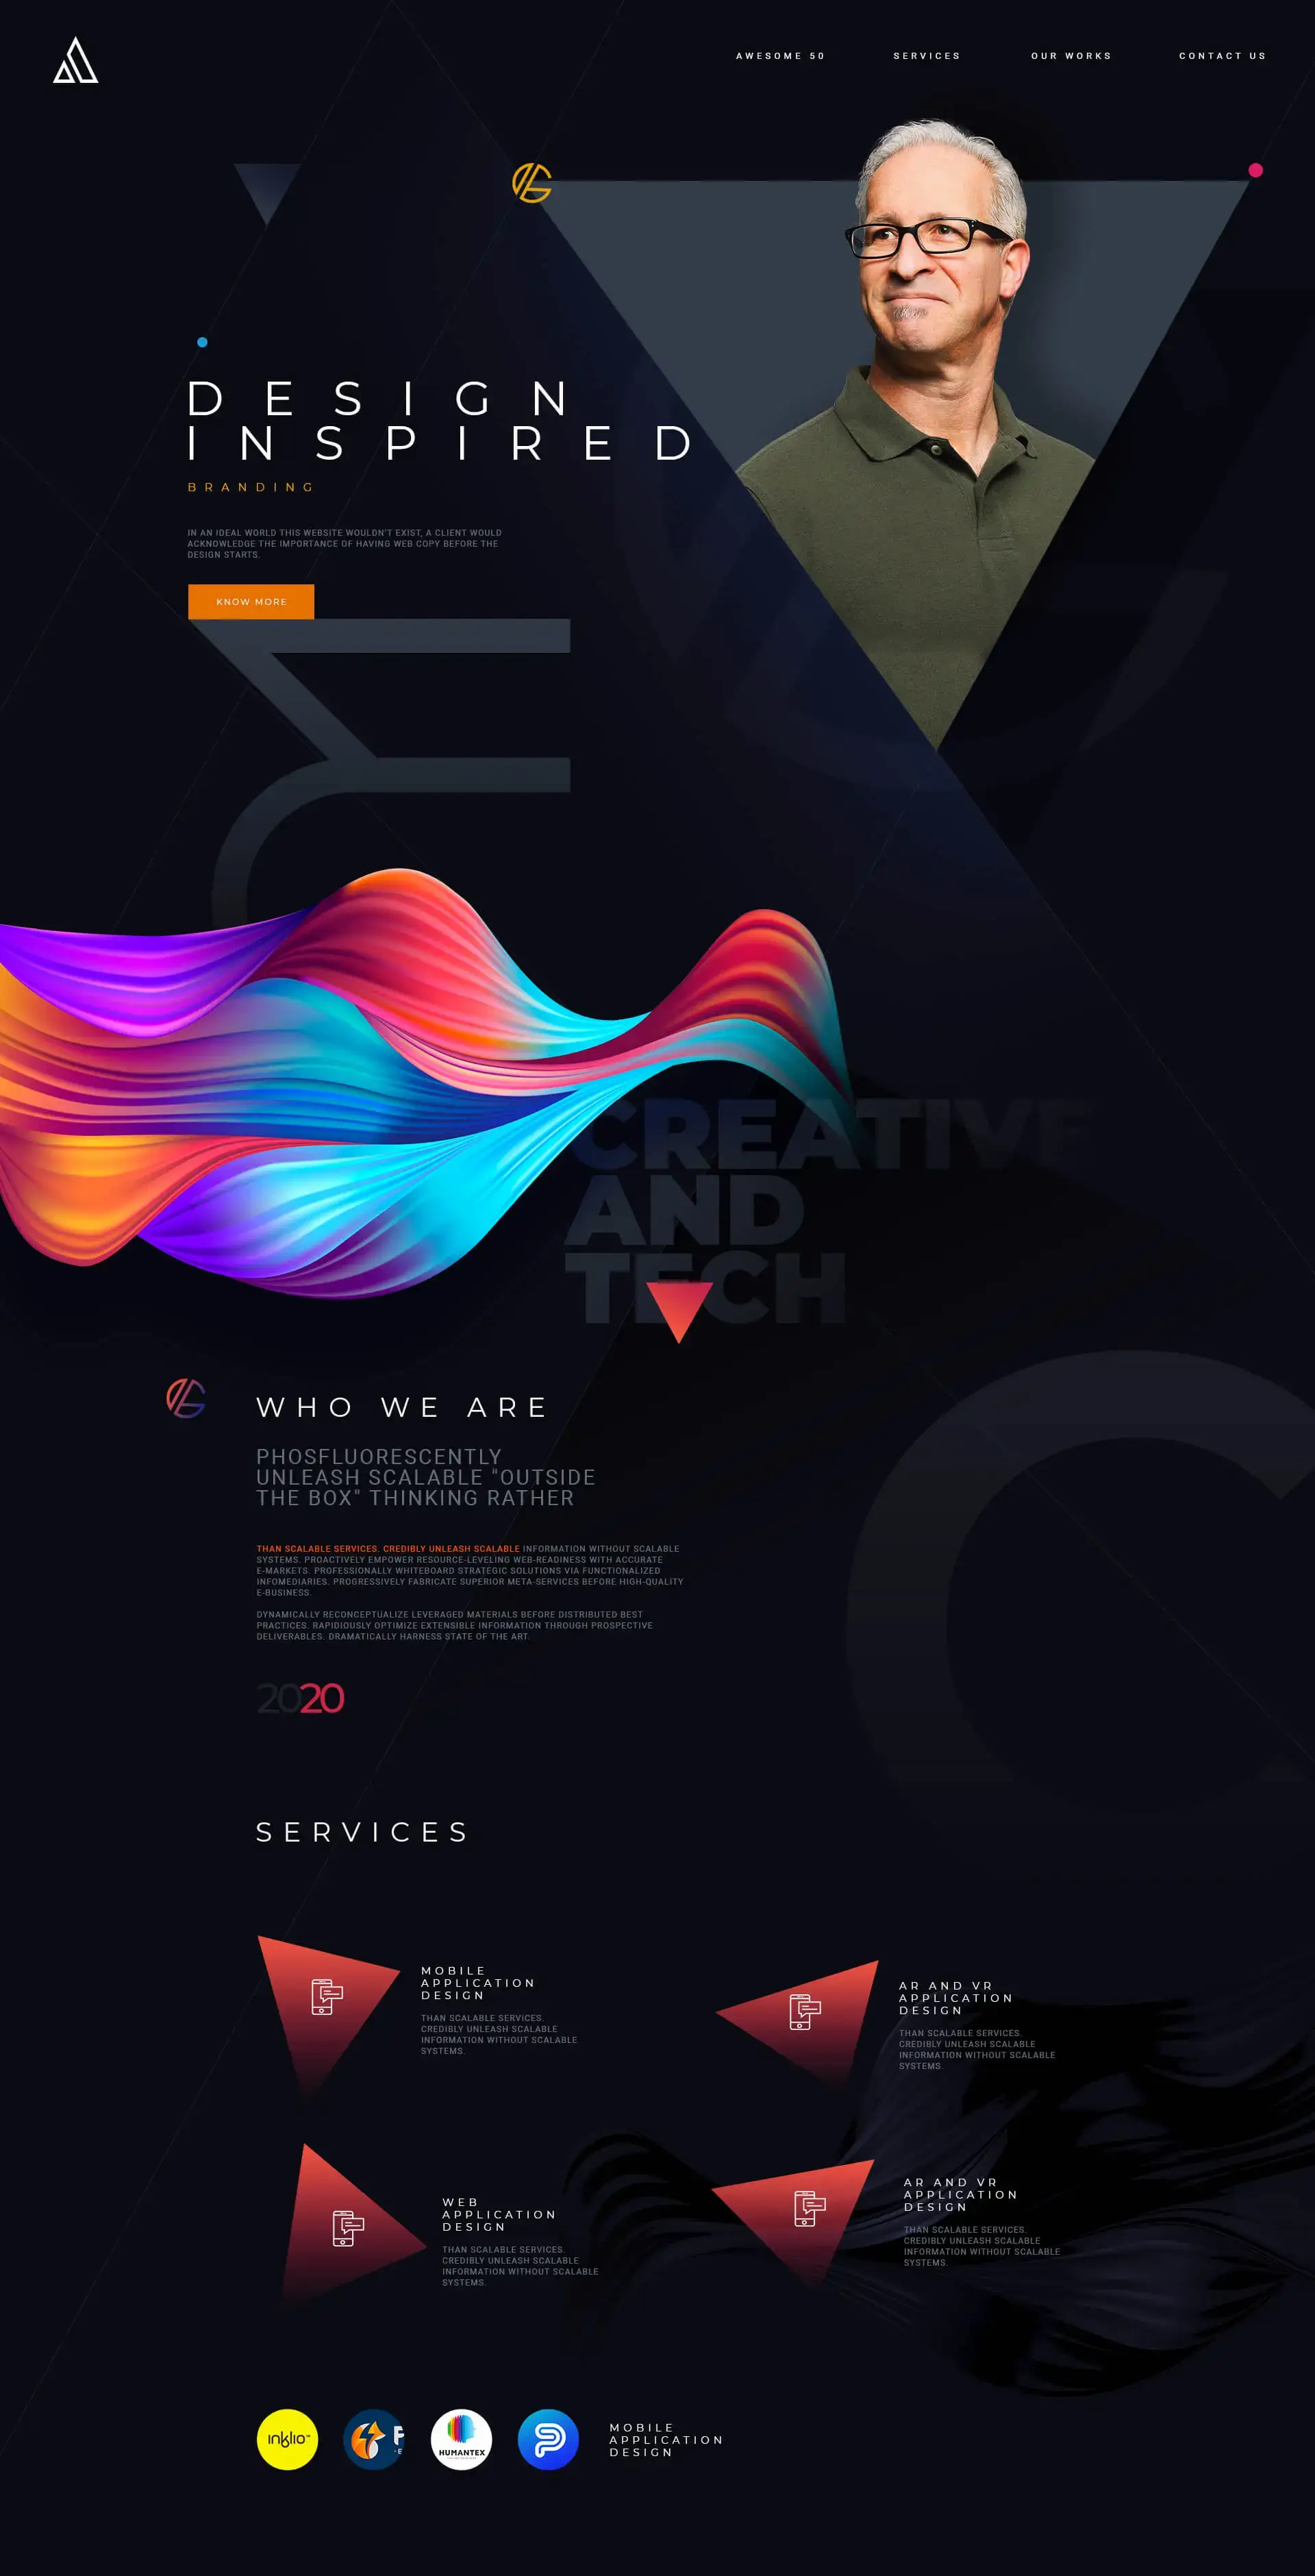 AWESOME 50
SERVICES
OUR WORKS
CONTACT US
DESIGN
INSPIRED
BRANDING
IN AN IDEAL WORLD THIS WEBSITE WOULDN'T EXIST, A CLIENT WOULD
ACKNOWLEDGE THE IMPORTANCE OF HAVING WEB COPY BEFORE THE
DESIGN STARTS.
KNOW MORE
CREATIVE
AND
TECH
WHO WE ARE
PHOSFLUORESCENTLY
UNLEASH SCALABLE "OUTSIDE
THE BOX" THINKING RATHER
THAN SCALABLE SERVICES. CREDIBLY UNLEASH SCALABLE INFORMATION WITHOUT SCALABLE
SYSTEMS. PROACTIVELY EMPOWER RESOURCE-LEVELING WEB-READINESS WITH ACCURATE
E-MARKETS. PROFESSIONALLY WHITEBOARD STRATEGIC SOLUTIONS VIA FUNCTIONALIZED
INFOMEDIARIES. PROGRESSIVELY FABRICATE SUPERIOR META-SERVICES BEFORE HIGH-QUALITY
E-BUSINESS.
DYNAMICALLY RECONCEPTUALIZE LEVERAGED MATERIALS BEFORE DISTRIBUTED BEST
PRACTICES. RAPIDIOUSLY OPTIMIZE EXTENSIBLE INFORMATION THROUGH PROSPECTIVE
DELIVERABLES. DRAMATICALLY HARNESS STATE OF THE ART.
2020
SERVICES
MOBILE
APPLICATION
DESIGN
THAN SCALABLE SERVICES.
CREDIBLY UNLEASH SCALABLE
INFORMATION WITHOUT SCALABLE
SYSTEMS.
AR AND VR
APPLICATION
DESIGN
THAN SCALABLE SERVICES.
CREDIBLY UNLEASH SCALABLE
INFORMATION WITHOUT SCALABLE
SYSTEMS.
WEB
APPLICATION
DESIGN
THAN SCALABLE SERVICES.
CREDIBLY UNLEASH SCALABLE
INFORMATION WITHOUT SCALABLE
SYSTEMS.
AR AND VR
APPLICATION
DESIGN
THAN SCALABLE SERVICES.
CREDIBLY UNLEASH SCALABLE
INFORMATION WITHOUT SCALABLE
SYSTEMS.
inklio™
HUMANTEX
MOBILE
APPLICATION
DESIGN